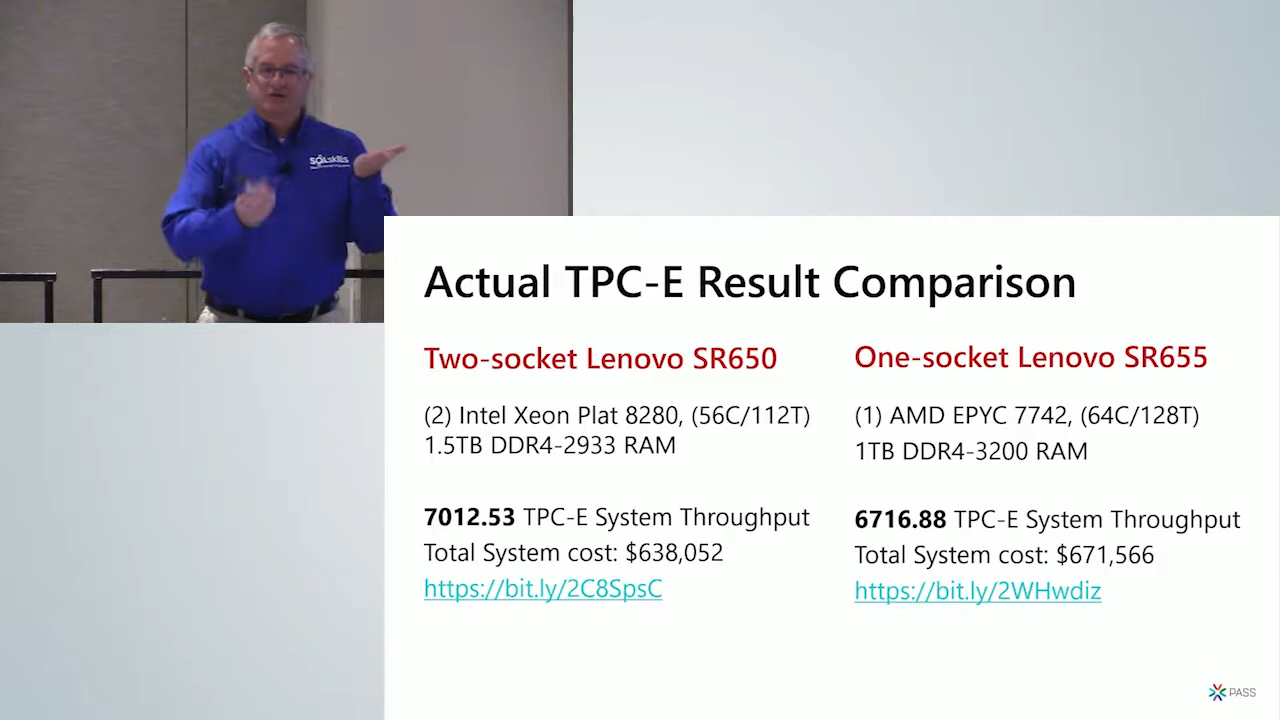 SQLskills
Actual TPC-E Result Comparison
Two-socket Lenovo SR650
(2) Intel Xeon Plat 8280, (56C/112T)
1.5TB DDR4-2933 RAM
7012.53 TPC-E System Throughput
Total System cost: $638,052
https://bit.ly/2C8SpsC
One-socket Lenovo SR655
(1) AMD EPYC 7742, (64C/128T)
1TB DDR4-3200 RAM
6716.88 TPC-E System Throughput
Total System cost: $671,566
https://bit.ly/2WHwdiz
PASS